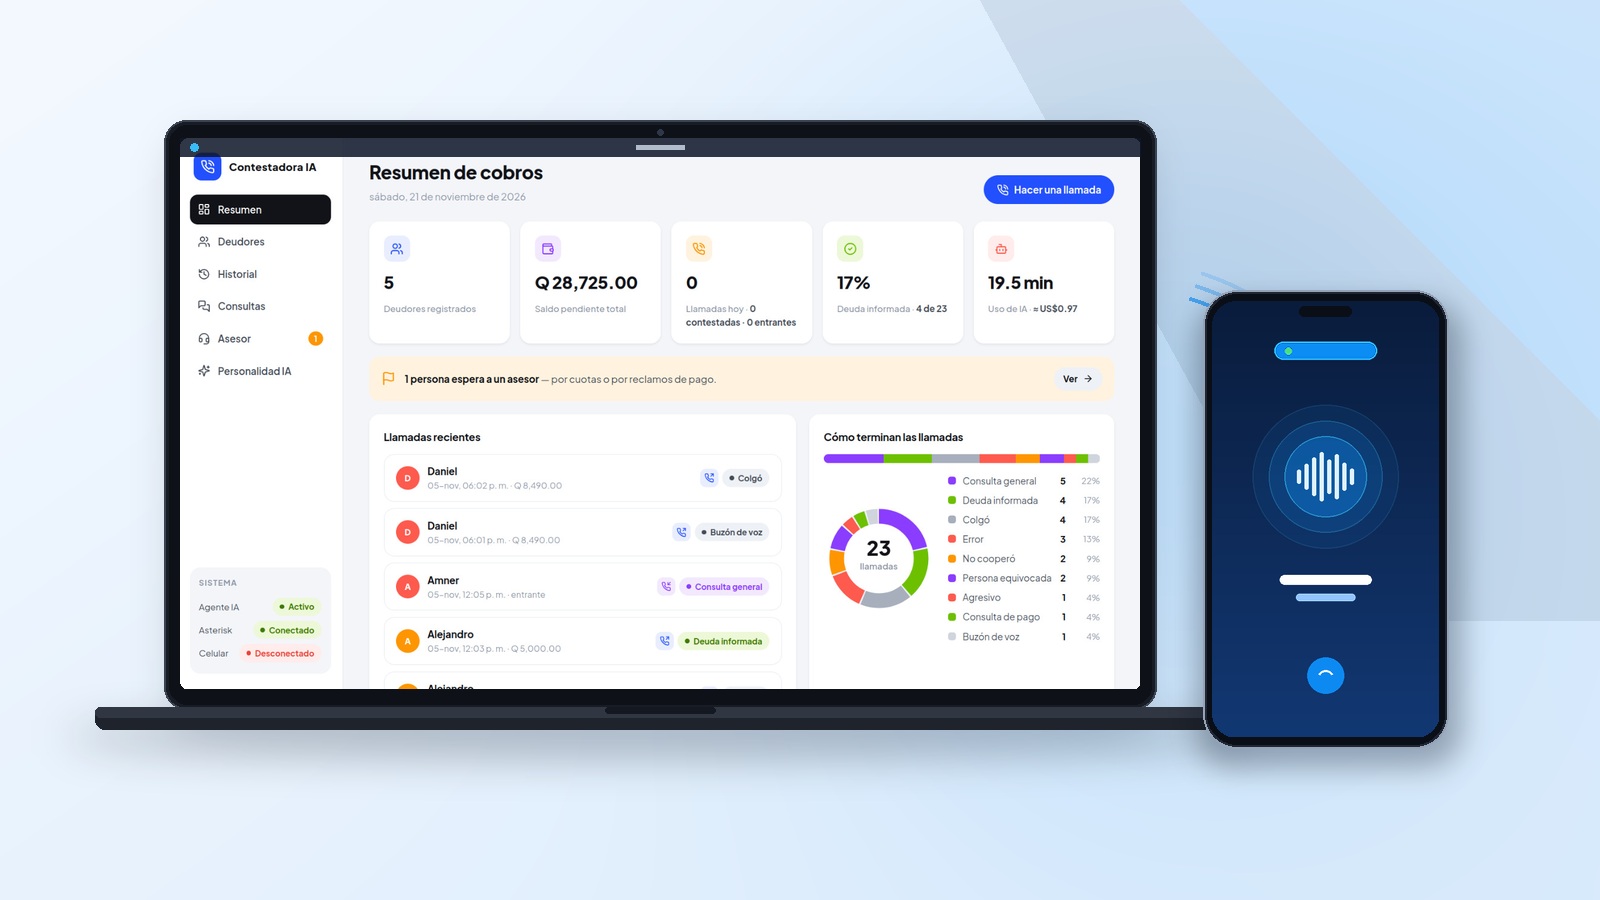 Contestadora IA
Resumen
Deudores
Historial
Consultas
Asesor
1
Personalidad IA
SISTEMA
Agente IA
Activo
Asterisk
Conectado
Celular
Desconectado
Resumen de cobros
sábado, 21 de noviembre de 2026
Hacer una llamada
5
Deudores registrados
Q 28,725.00
Saldo pendiente total
0
Llamadas hoy · 0
contestadas · 0 entrantes
17%
Deuda informada · 4 de 23
19.5 min
Uso de IA · ≈ US$0.97
1 persona espera a un asesor — por cuotas o por reclamos de pago.
Ver
Llamadas recientes
D
Daniel
05-nov, 06:02 p. m. · Q 8,490.00
Colgó
D
Daniel
05-nov, 06:01 p. m. · Q 8,490.00
Buzón de voz
A
Amner
05-nov, 12:05 p. m. · entrante
Consulta general
A
Alejandro
05-nov, 12:03 p. m. · Q 5,000.00
Deuda informada
Alejandro
Cómo terminan las llamadas
23
llamadas
Consulta general 5 22%
Deuda informada 4 17%
Colgó 4 17%
Error 3 13%
No cooperó 2 9%
Persona equivocada 2 9%
Agresivo 1 4%
Consulta de pago 1 4%
Buzón de voz 1 4%